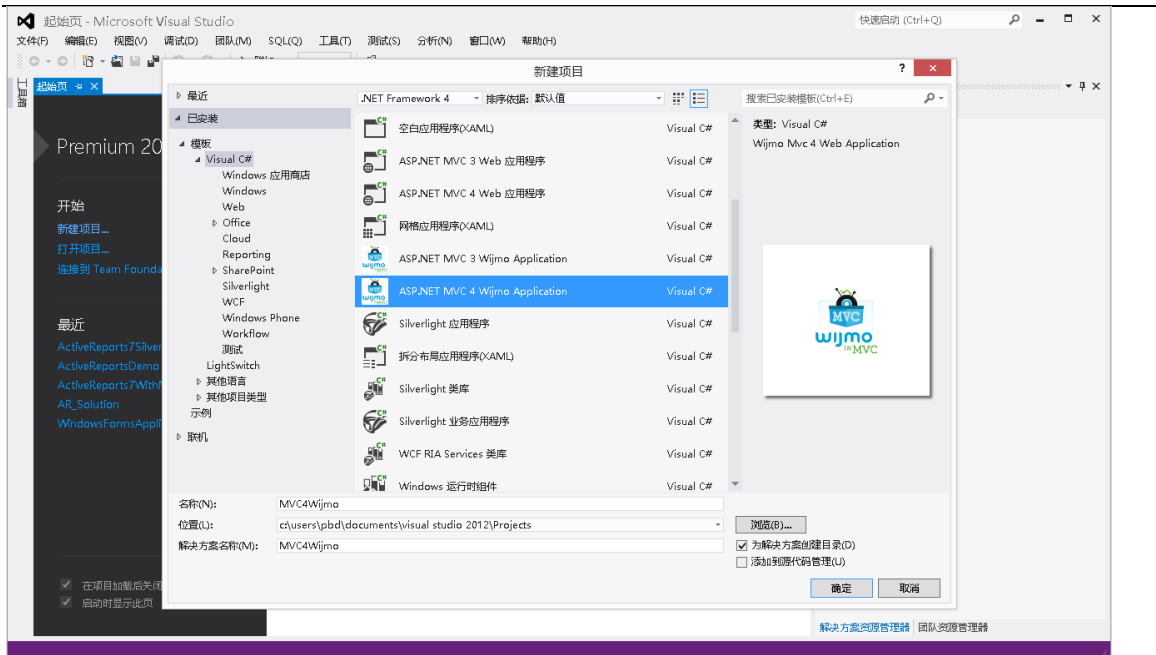 起始页 - Microsoft Visual Studio
快速启动 (Ctrl+Q)
文件(F) 编辑(E) 视图(V) 调试(D) 团队(M) SQL(Q) 工具(T) 测试(S) 分析(N) 窗口(W) 帮助(H)
新建项目
?
工具箱
起始页
最近
.NET Framework 4
排序依据: 默认值
搜索已安装模板(Ctrl+E)
已安装
模板
Visual C#
Windows 应用商店
Windows
Web
Office
Cloud
Reporting
SharePoint
Silverlight
WCF
Windows Phone
Workflow
测试
LightSwitch
其他语言
其他项目类型
示例
联机
空白应用程序(XAML) Visual C#
ASP.NET MVC 3 Web 应用程序 Visual C#
ASP.NET MVC 4 Web 应用程序 Visual C#
网格应用程序(XAML) Visual C#
ASP.NET MVC 3 Wijmo Application Visual C#
ASP.NET MVC 4 Wijmo Application Visual C#
Silverlight 应用程序 Visual C#
拆分布局应用程序(XAML) Visual C#
Silverlight 类库 Visual C#
Silverlight 业务应用程序 Visual C#
WCF RIA Services 类库 Visual C#
Windows 运行时组件 Visual C#
类型: Visual C#
Wijmo Mvc 4 Web Application
MVC
wijmo
in MVC
Premium 20
开始
新建项目...
打开项目...
连接到 Team Founda
最近
ActiveReports7Silver
ActiveReportsDemo
ActiveReports7With
AR_Solution
WindowsFormsAppli
在项目加载后关闭
启动时显示此页
名称(N): MVC4Wijmo
位置(L): c:\users\pbd\documents\visual studio 2012\Projects
浏览(B)...
解决方案名称(M): MVC4Wijmo
为解决方案创建目录(D)
添加到源代码管理(U)
确定 取消
解决方案资源管理器 团队资源管理器